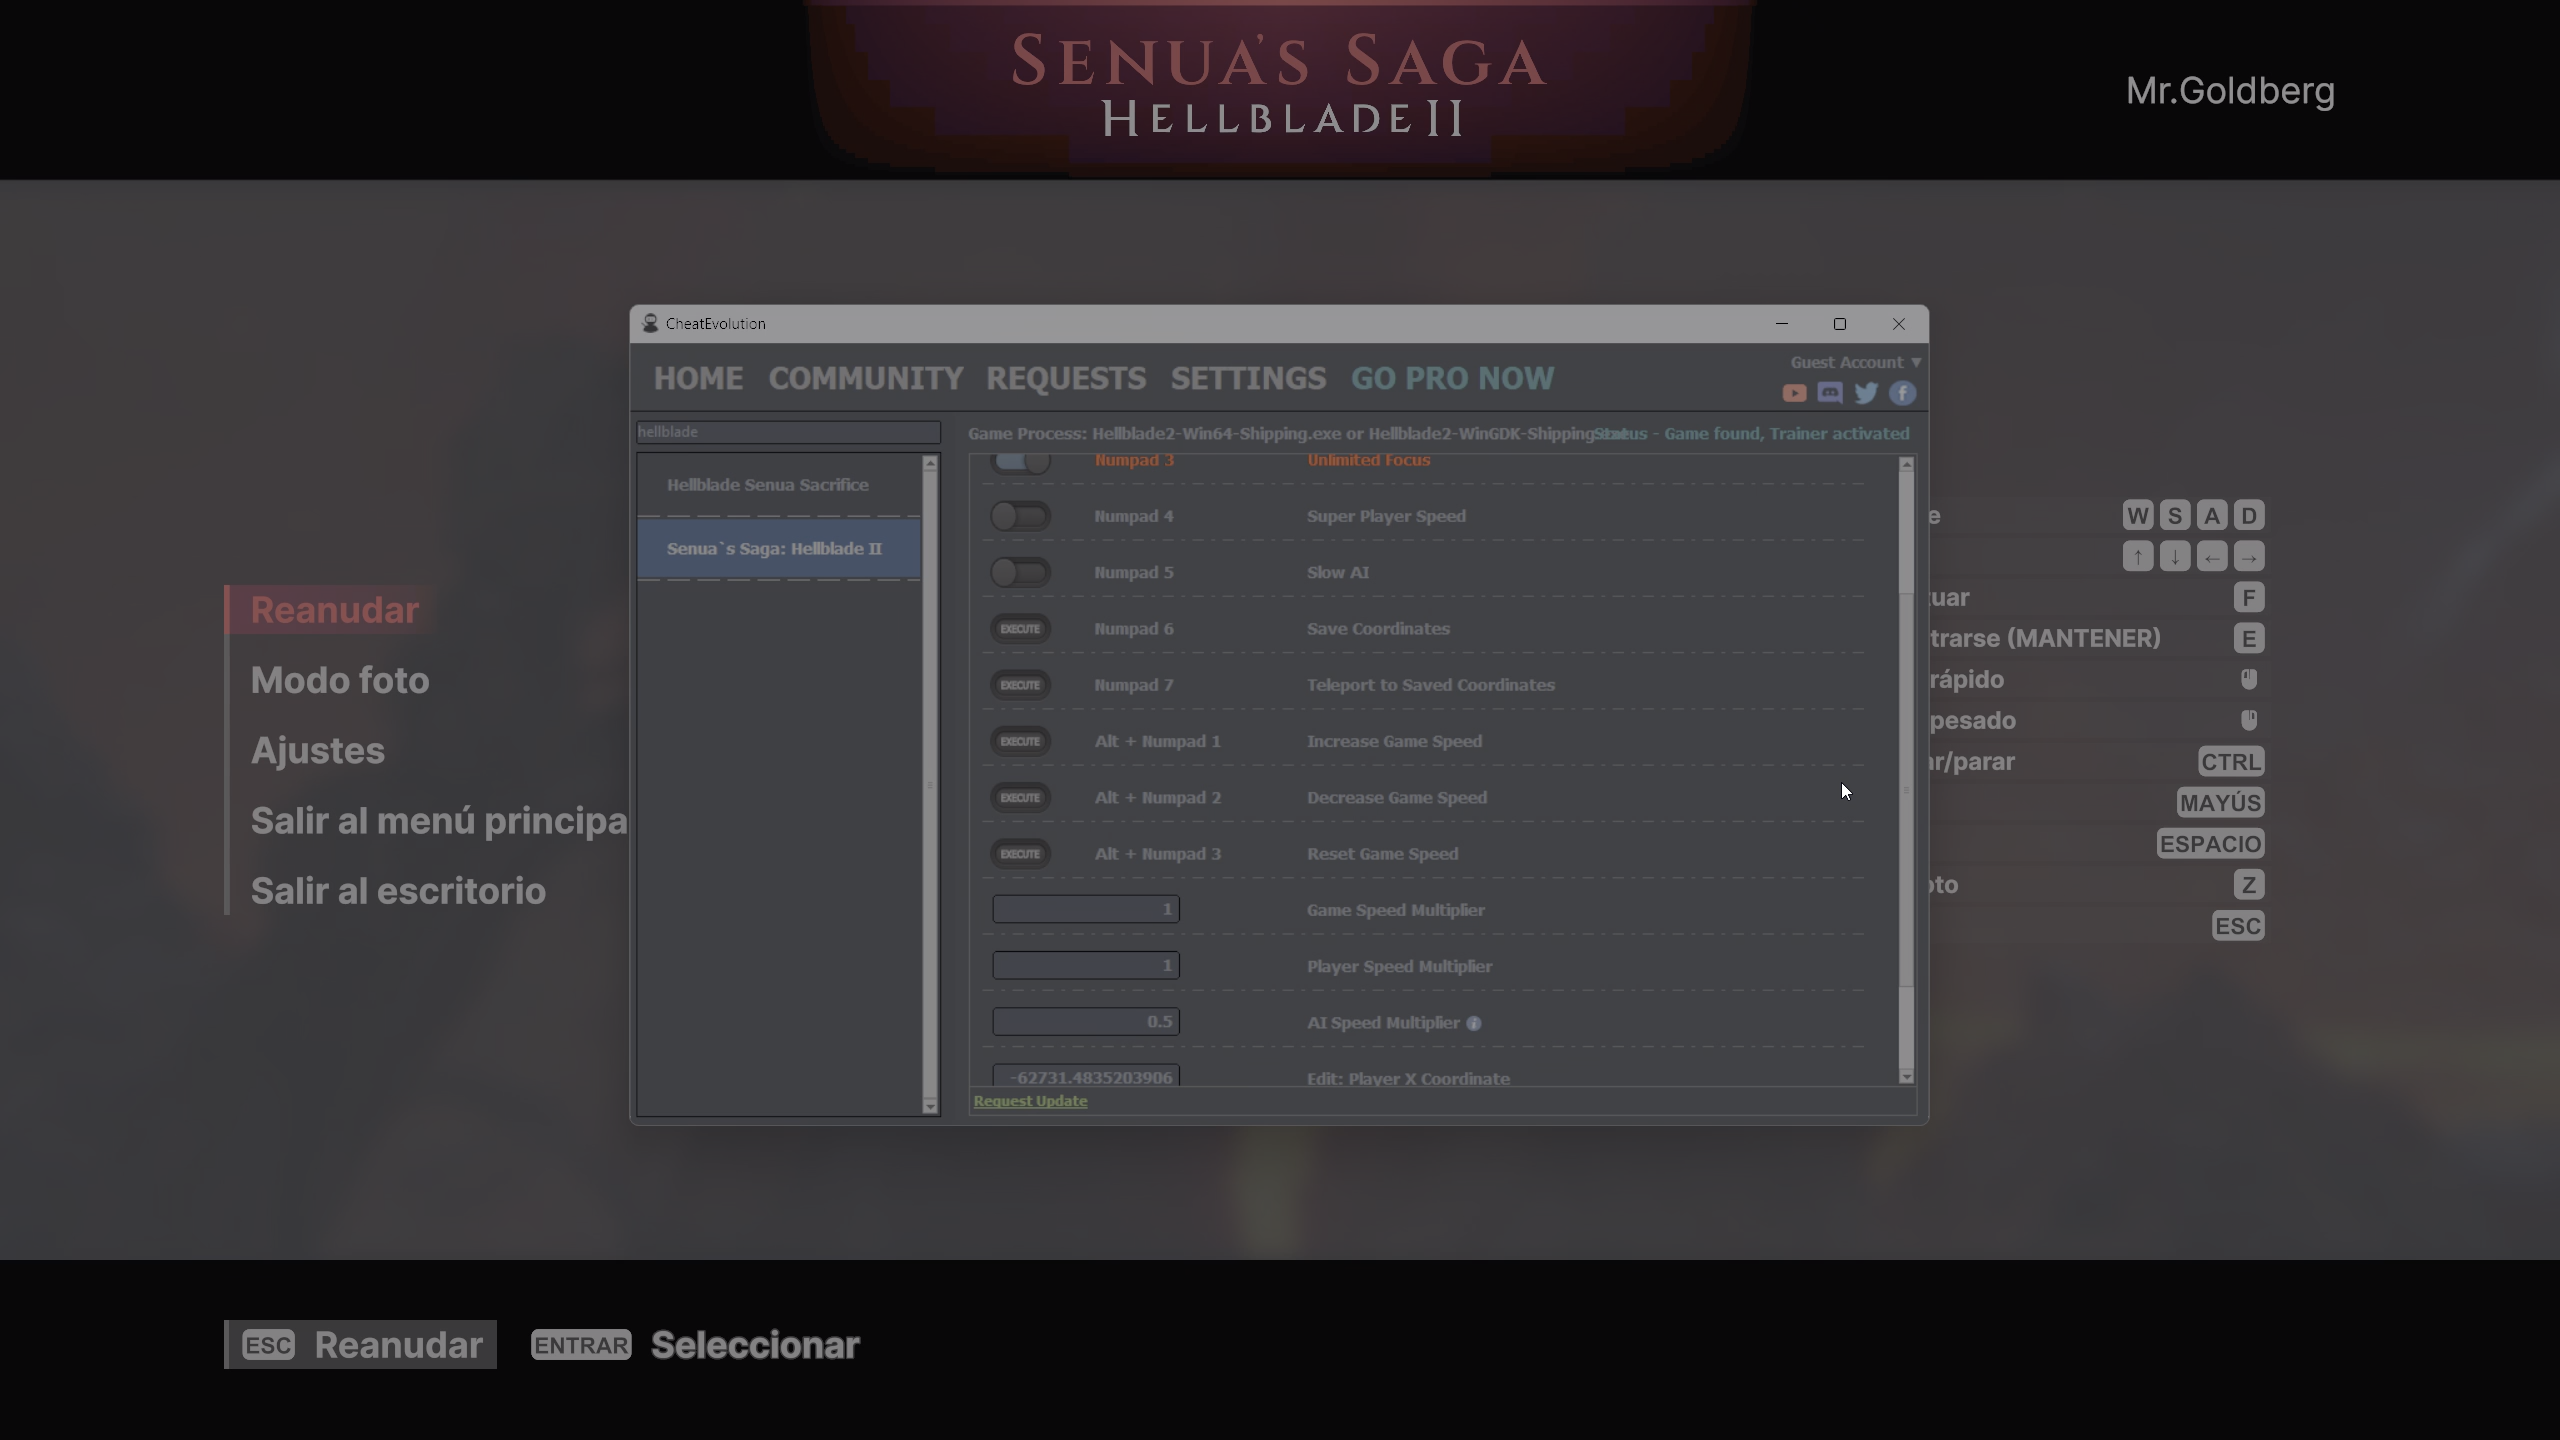 SENUA'S SAGA
HELLBLADE II
Mr.Goldberg
CheatEvolution
HOME COMMUNITY REQUESTS SETTINGS GO PRO NOW
Guest Account ▼
hellblade
Game Process: Hellblade2-Win64-Shipping.exe or Hellblade2-WinGDK-Shipping
Status - Game found, Trainer activated
Hellblade Senua Sacrifice
Senua`s Saga: Hellblade II
Numpad 3 Unlimited Focus
Numpad 4 Super Player Speed
Numpad 5 Slow AI
EXECUTE Numpad 6 Save Coordinates
EXECUTE Numpad 7 Teleport to Saved Coordinates
EXECUTE Alt + Numpad 1 Increase Game Speed
EXECUTE Alt + Numpad 2 Decrease Game Speed
EXECUTE Alt + Numpad 3 Reset Game Speed
1 Game Speed Multiplier
1 Player Speed Multiplier
0.5 AI Speed Multiplier
-62731.4835203906 Edit: Player X Coordinate
Request Update
Reanudar
Modo foto
Ajustes
Salir al menú principa
Salir al escritorio
e W S A D
↑ ↓ ← →
uar F
trarse (MANTENER) E
rápido
pesado
ar/parar CTRL
MAYÚS
ESPACIO
oto Z
ESC
ESC Reanudar ENTRAR Seleccionar